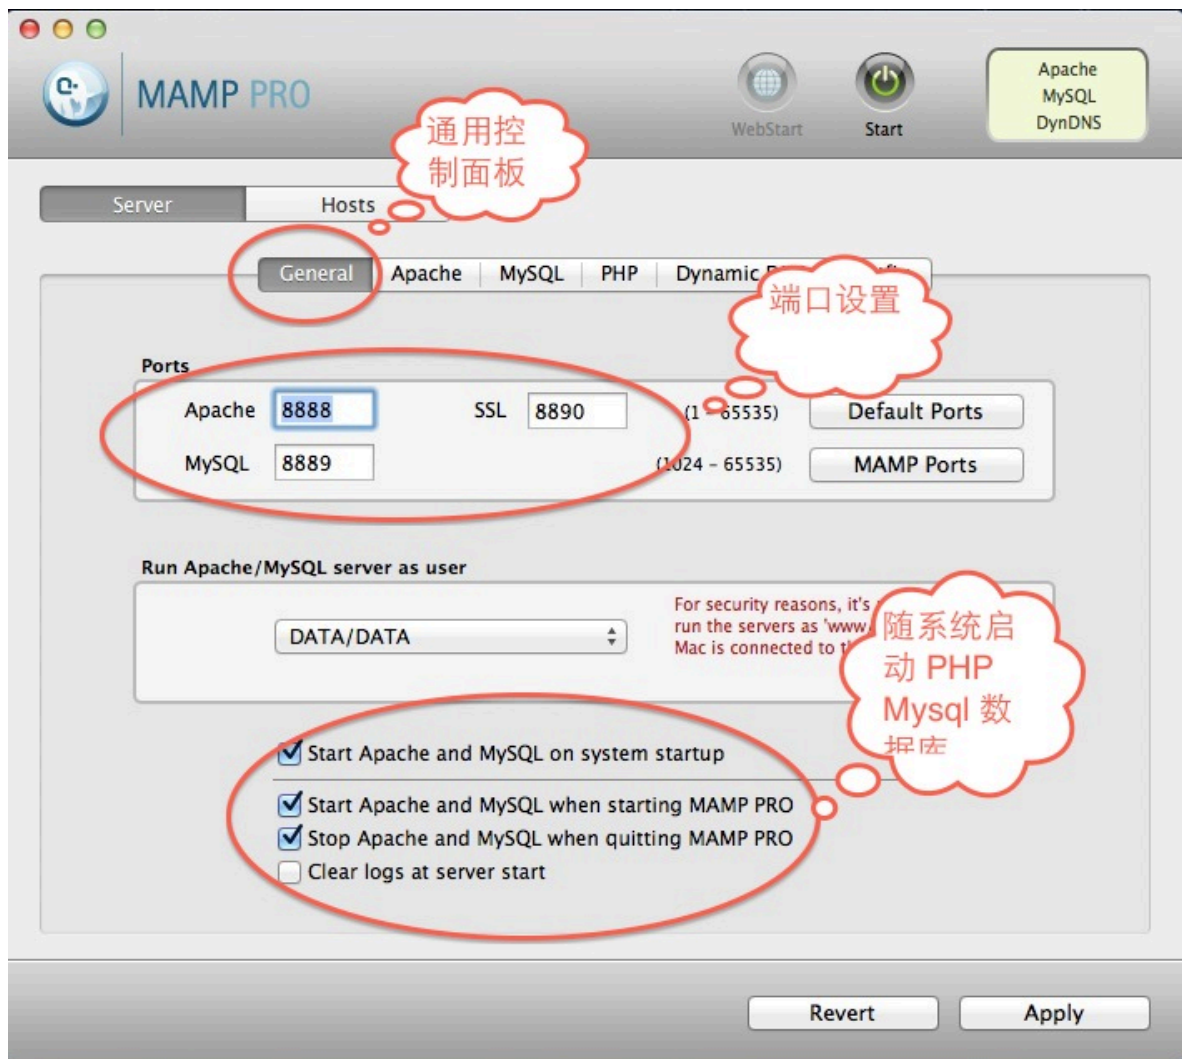 MAMP PRO
WebStart
Start
Apache
MySQL
DynDNS
通用控
制面板
Server Hosts
General Apache MySQL PHP Dynamic
端口设置
Ports
Apache 8888 SSL 8890 (1 – 65535) Default Ports
MySQL 8889 (1024 – 65535) MAMP Ports
Run Apache/MySQL server as user
DATA/DATA
For security reasons, it's
run the servers as 'www
Mac is connected to
随系统启
动 PHP
Mysql 数
据库
Start Apache and MySQL on system startup
Start Apache and MySQL when starting MAMP PRO
Stop Apache and MySQL when quitting MAMP PRO
Clear logs at server start
Revert Apply